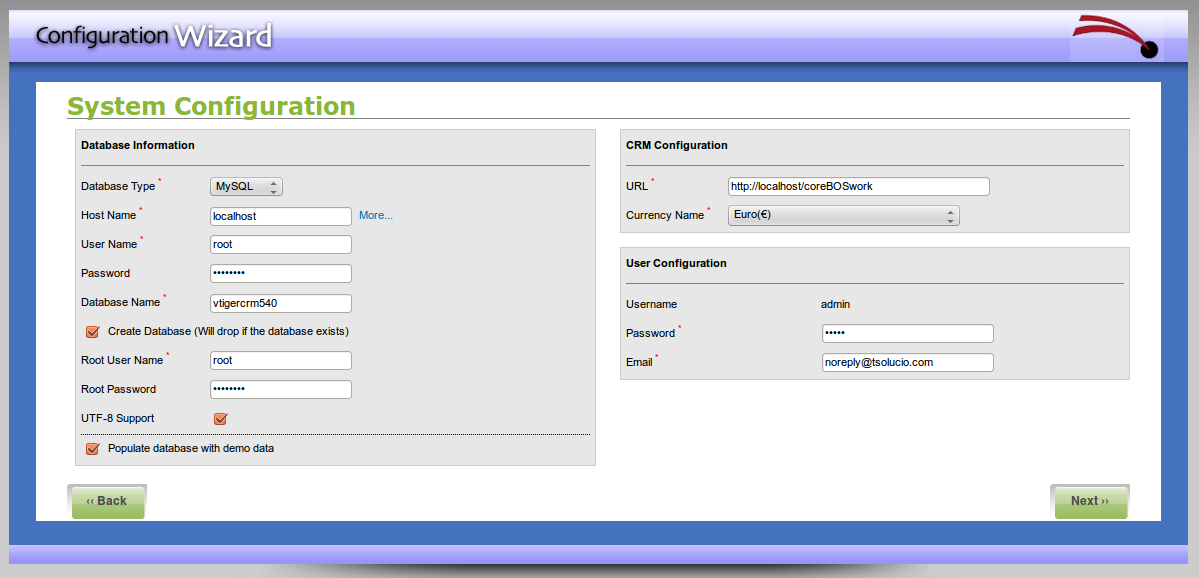 Configuration Wizard
System Configuration
Database Information
Database Type *
MySQL
Host Name *
localhost
More...
User Name *
root
Password
••••••••
Database Name *
vtigercrm540
Create Database (Will drop if the database exists)
Root User Name *
root
Root Password
••••••••
UTF-8 Support
Populate database with demo data
CRM Configuration
URL *
http://localhost/coreBOSwork
Currency Name *
Euro(€)
User Configuration
Username
admin
Password *
•••••
Email *
noreply@tsolucio.com
‹‹ Back
Next ››